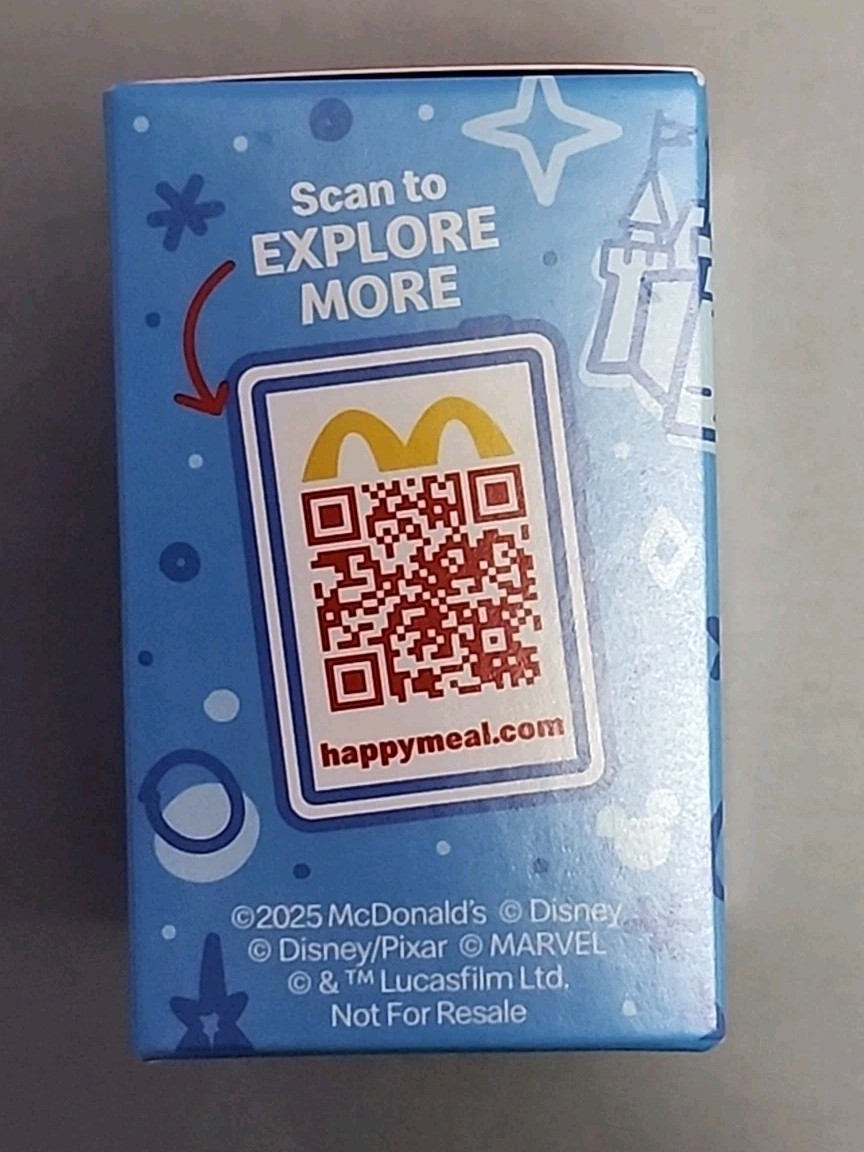 Scan to
EXPLORE
MORE
happymeal.com
©2025 McDonald's © Disney
© Disney/Pixar © MARVEL
© & ™ Lucasfilm Ltd.
Not For Resale